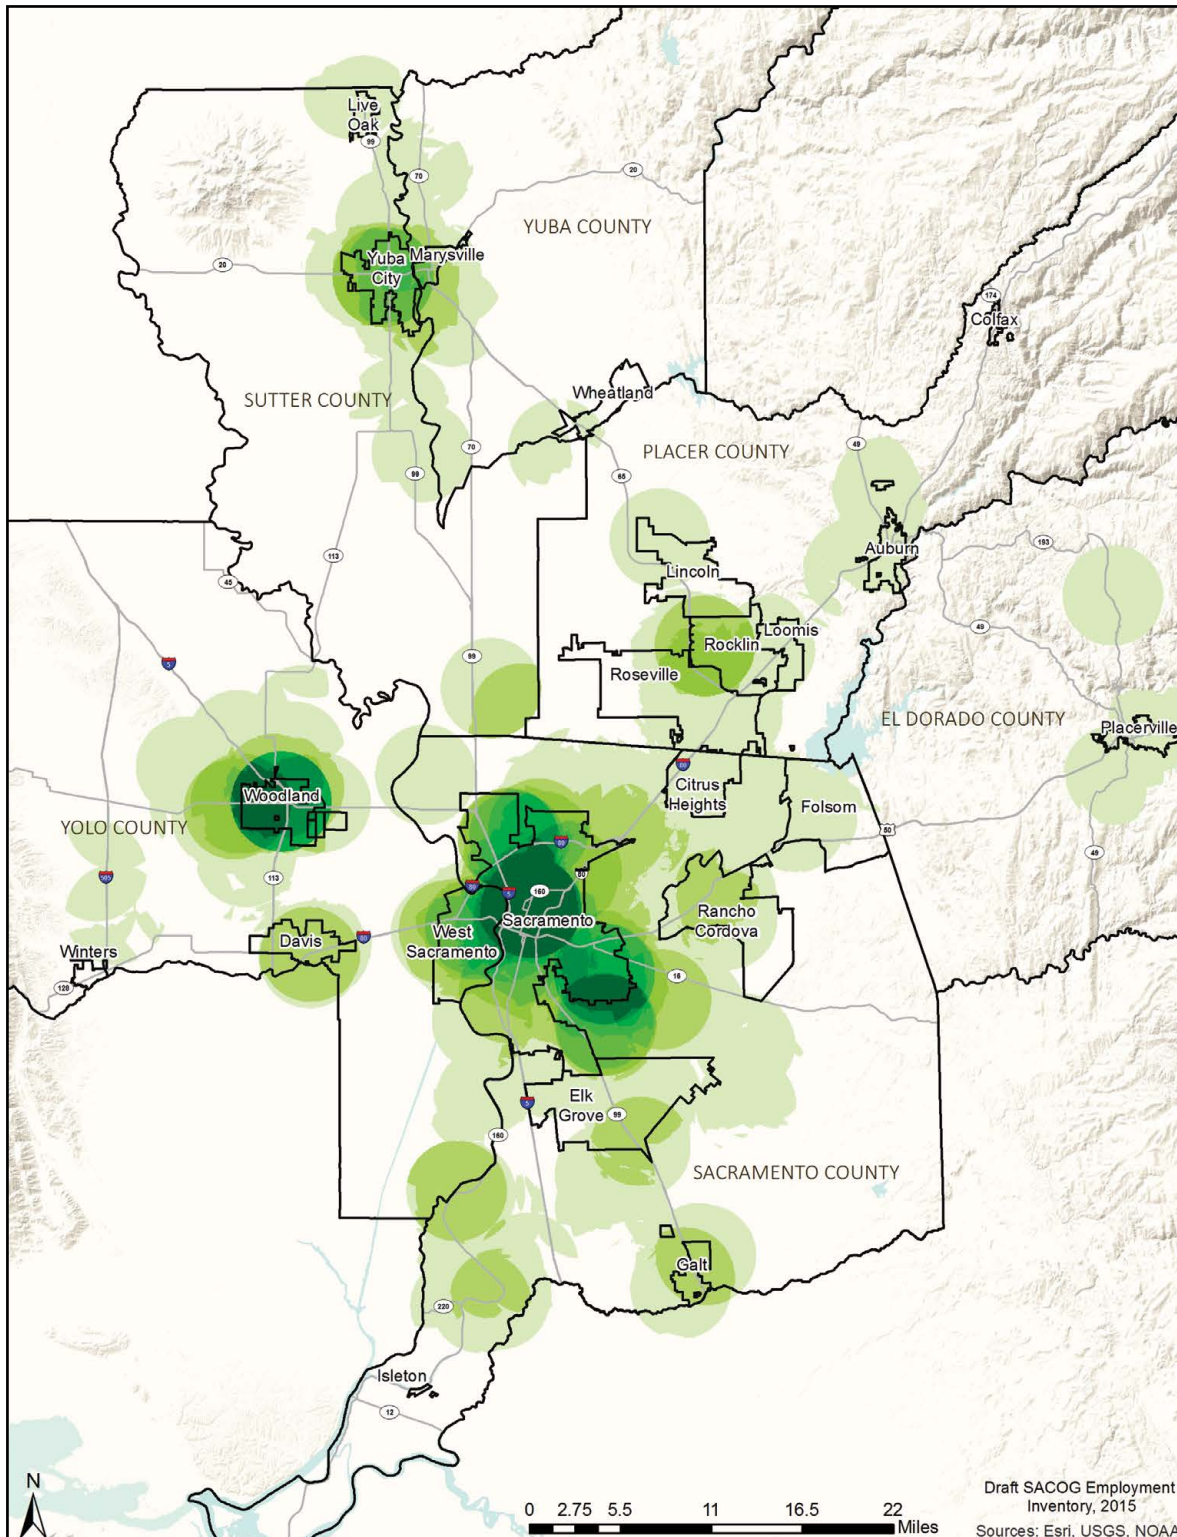 Live
Oak
99
70
20
YUBA COUNTY
20
Yuba
City
Marysville
174
Colfax
SUTTER COUNTY
Wheatland
70
99
65
PLACER COUNTY
49
113
45
Lincoln
Auburn
193
5
99
Rocklin
Loomis
49
Roseville
EL DORADO COUNTY
Placerville
80
Woodland
Citrus
Heights
Folsom
50
YOLO COUNTY
80
49
505
113
80
5
160
80
Sacramento
Rancho
Cordova
West
Sacramento
Davis
80
Winters
128
16
Elk
Grove
5
99
160
SACRAMENTO COUNTY
Galt
220
Isleton
12
N
0 2.75 5.5 11 16.5 22
Miles
Draft SACOG Employment
Inventory, 2015
Sources: Esri, USGS, NOAA